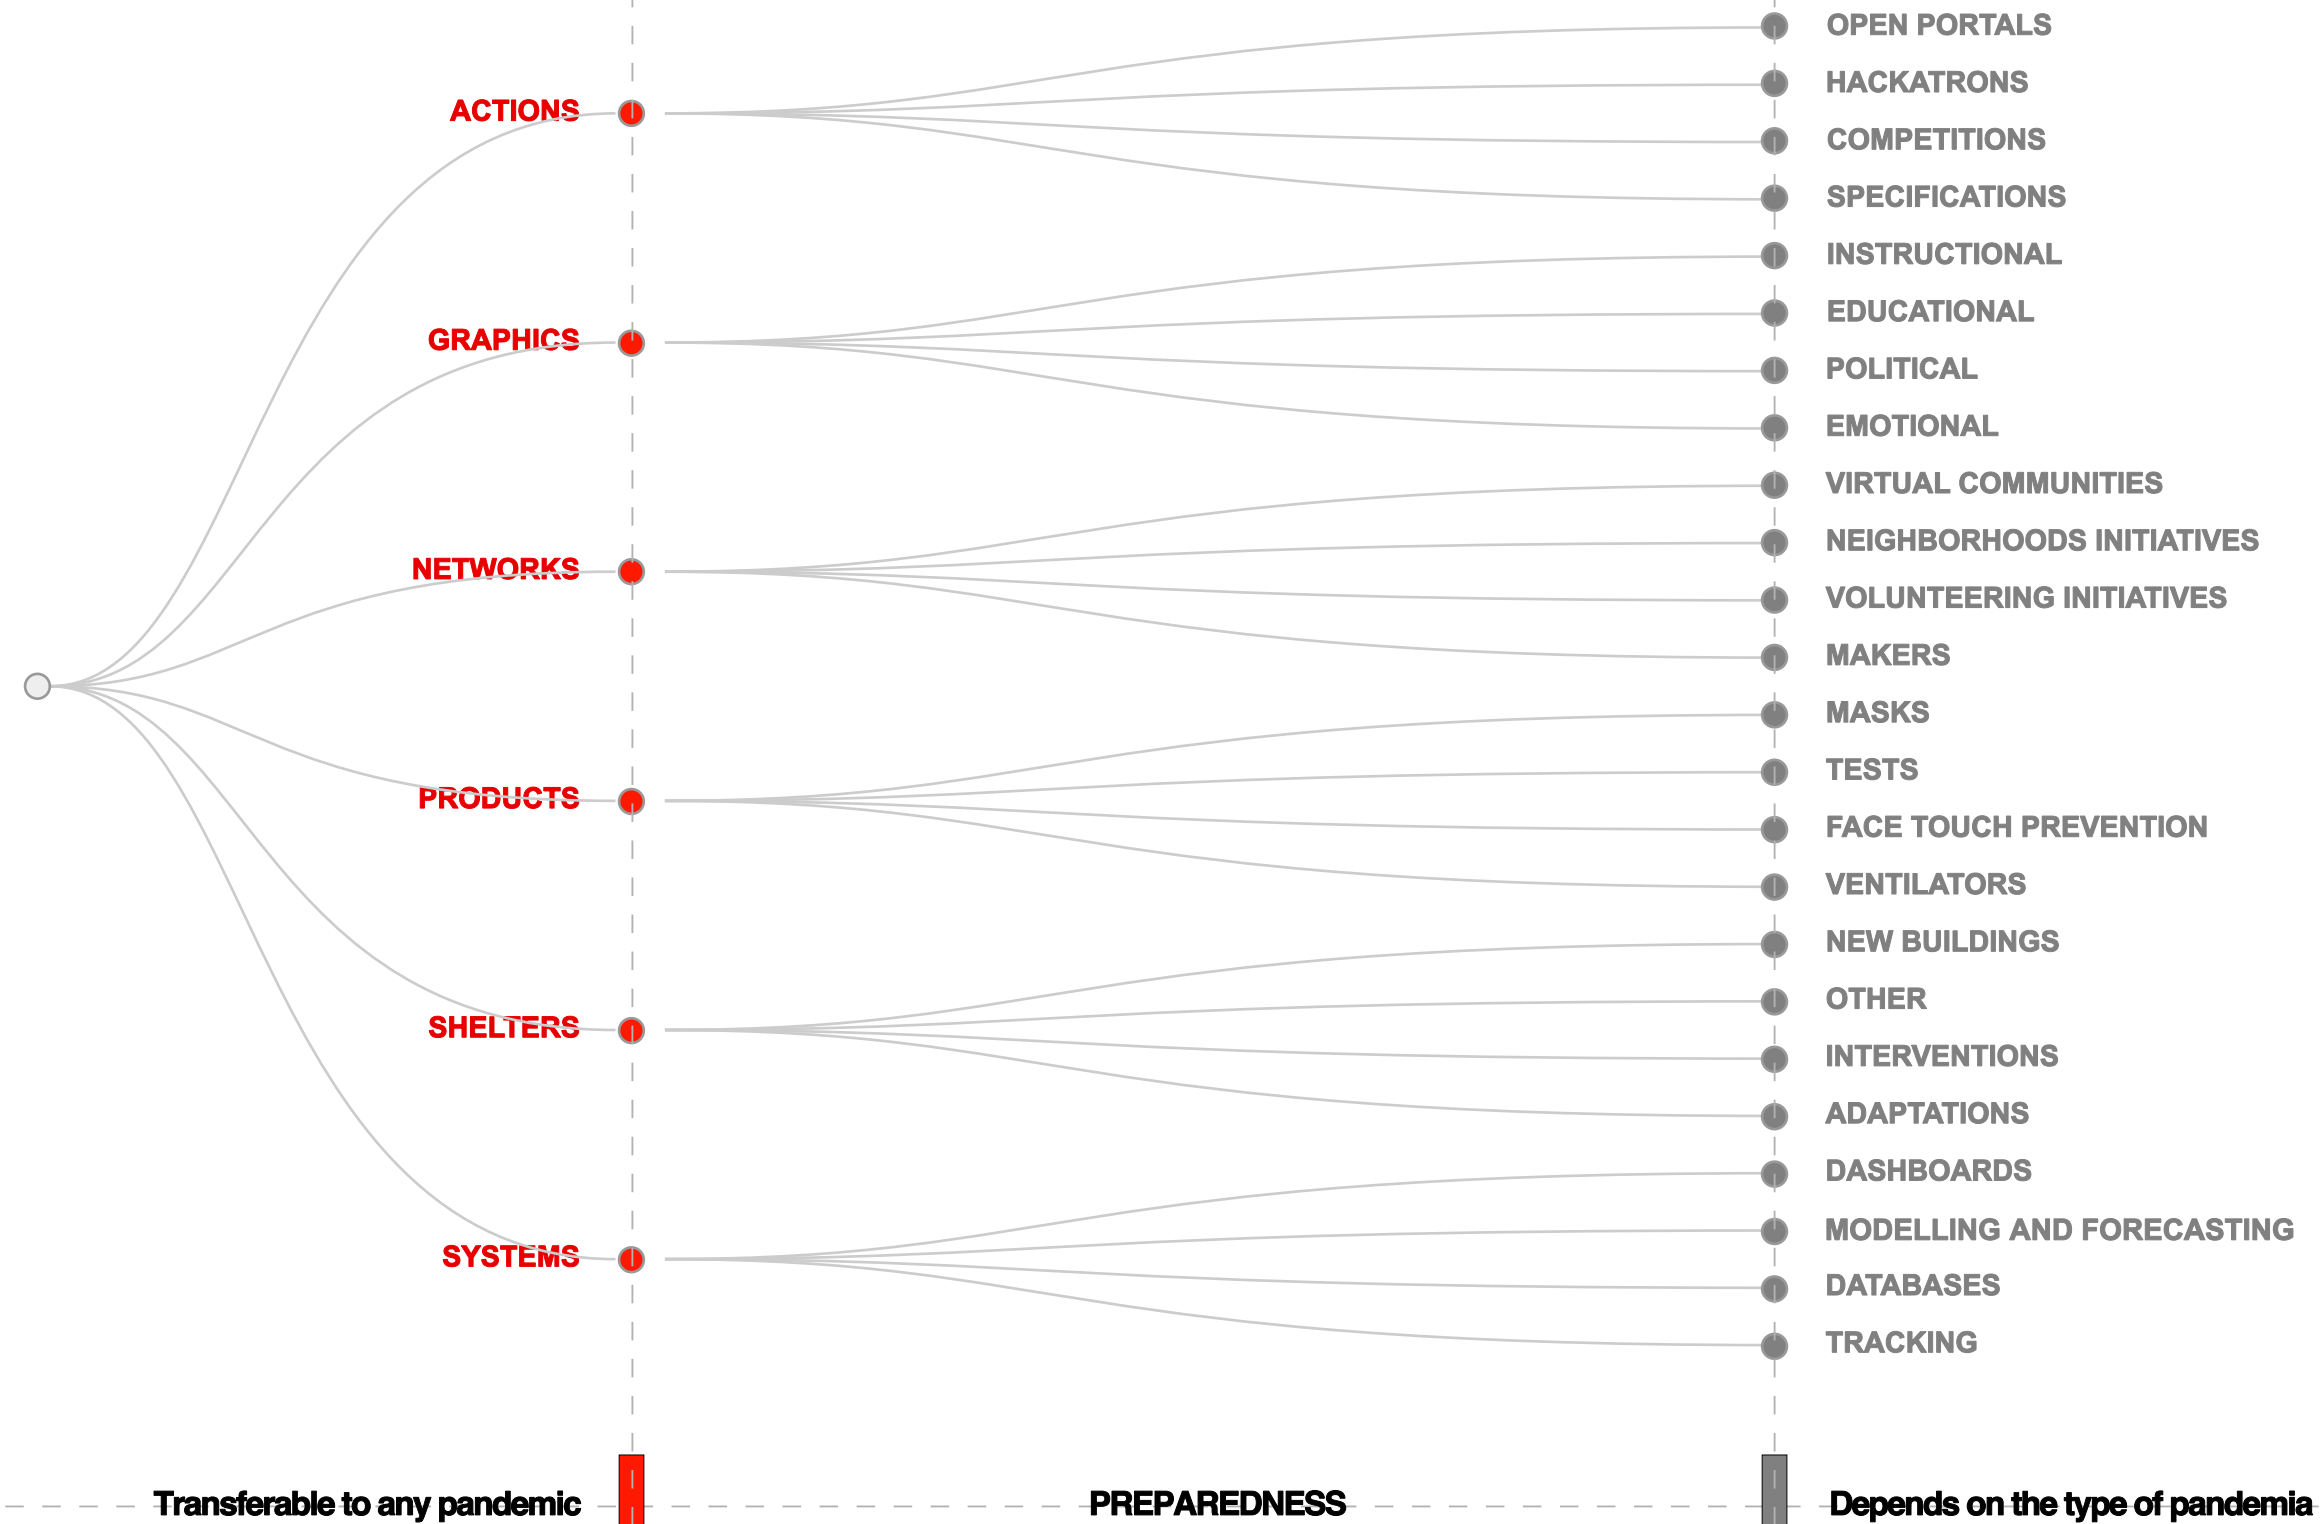 OPEN PORTALS
HACKATRONS
ACTIONS
COMPETITIONS
SPECIFICATIONS
INSTRUCTIONAL
EDUCATIONAL
GRAPHICS
POLITICAL
EMOTIONAL
VIRTUAL COMMUNITIES
NEIGHBORHOODS INITIATIVES
NETWORKS
VOLUNTEERING INITIATIVES
MAKERS
MASKS
TESTS
PRODUCTS
FACE TOUCH PREVENTION
VENTILATORS
NEW BUILDINGS
OTHER
SHELTERS
INTERVENTIONS
ADAPTATIONS
DASHBOARDS
MODELLING AND FORECASTING
SYSTEMS
DATABASES
TRACKING
Transferable to any pandemic
PREPAREDNESS
Depends on the type of pandemia